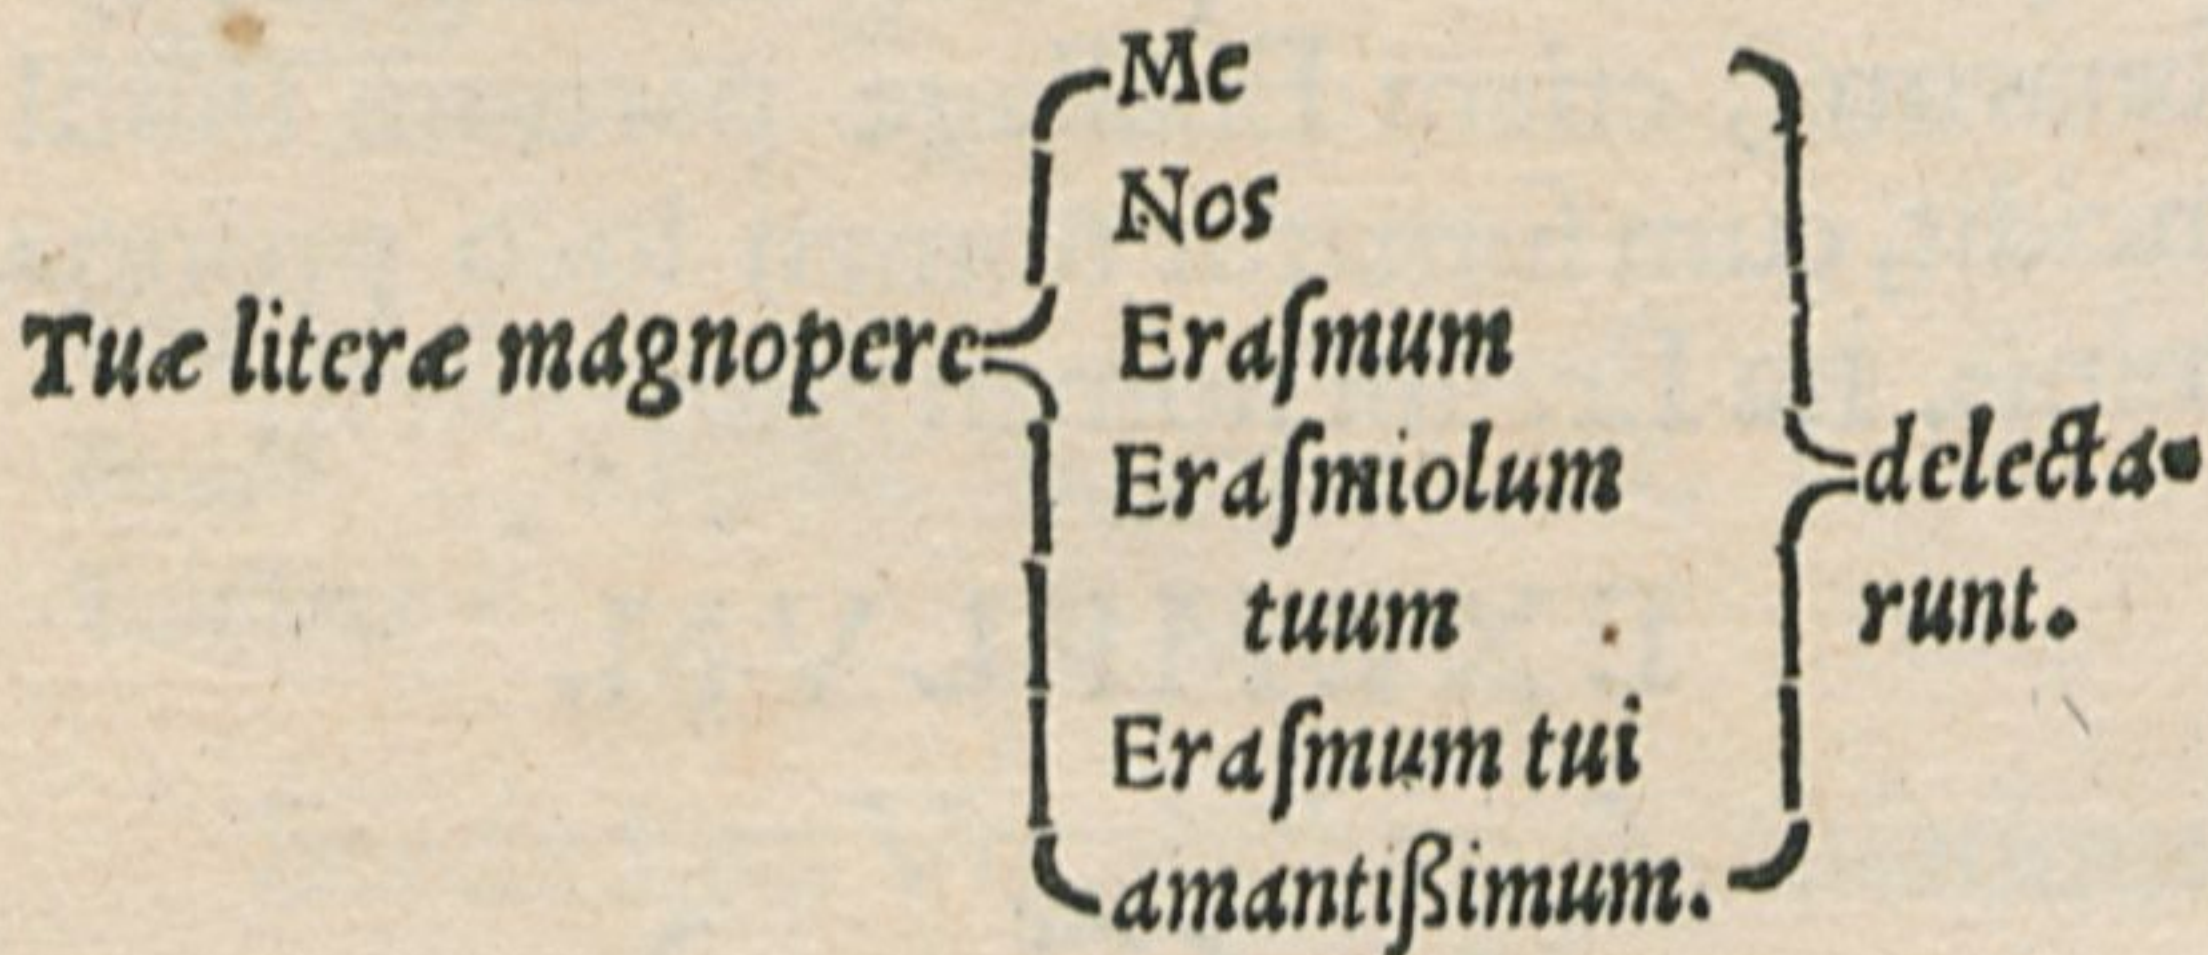 Me
Nos
Tuæ literæ magnopere
Eraſmum
Eraſmiolum
delecta-
tuum
runt.
Eraſmum tui
amantißimum.